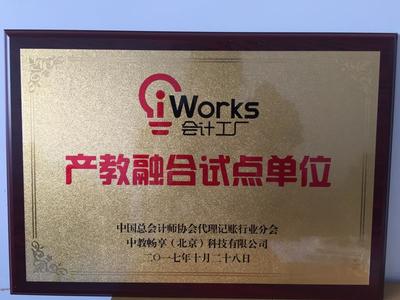 iWorks
会计工厂
产教融合试点单位
中国总会计师协会代理记账行业分会
中教畅享（北京）科技有限公司
二〇一七年十月二十八日